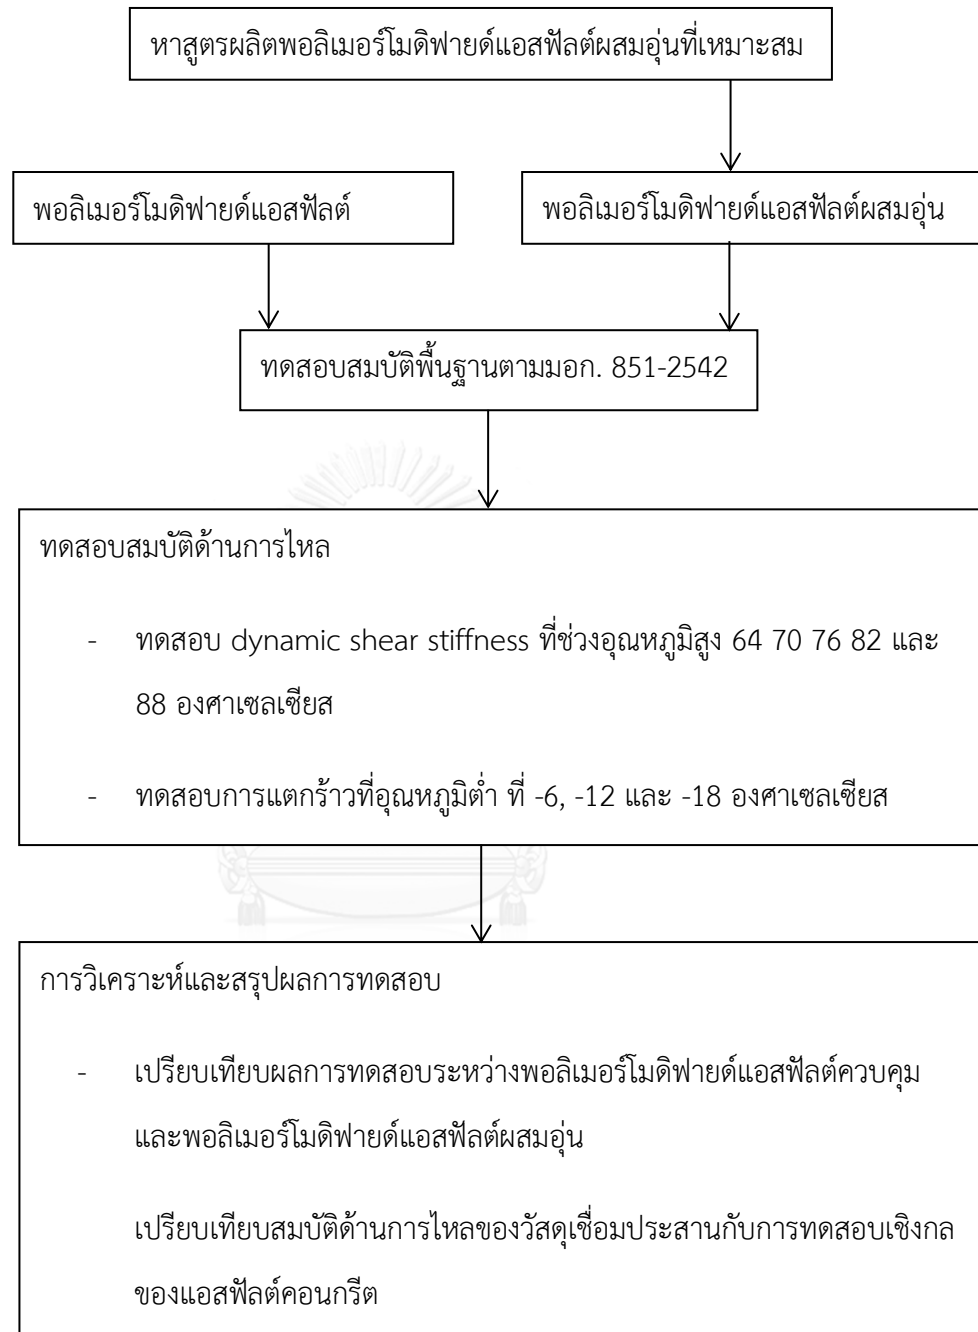 หาสูตรผลิตพอลิเมอร์โมดิฟายด์แอสฟัลต์ผสมอุ่นที่เหมาะสม
พอลิเมอร์โมดิฟายด์แอสฟัลต์
พอลิเมอร์โมดิฟายด์แอสฟัลต์ผสมอุ่น
ทดสอบสมบัติพื้นฐานตามมอก. 851-2542
ทดสอบสมบัติด้านการไหล
- ทดสอบ dynamic shear stiffness ที่ช่วงอุณหภูมิสูง 64 70 76 82 และ
88 องศาเซลเซียส
- ทดสอบการแตกร้าวที่อุณหภูมิต่ำ ที่ -6, -12 และ -18 องศาเซลเซียส
การวิเคราะห์และสรุปผลการทดสอบ
- เปรียบเทียบผลการทดสอบระหว่างพอลิเมอร์โมดิฟายด์แอสฟัลต์ควบคุม
และพอลิเมอร์โมดิฟายด์แอสฟัลต์ผสมอุ่น
เปรียบเทียบสมบัติด้านการไหลของวัสดุเชื่อมประสานกับการทดสอบเชิงกล
ของแอสฟัลต์คอนกรีต